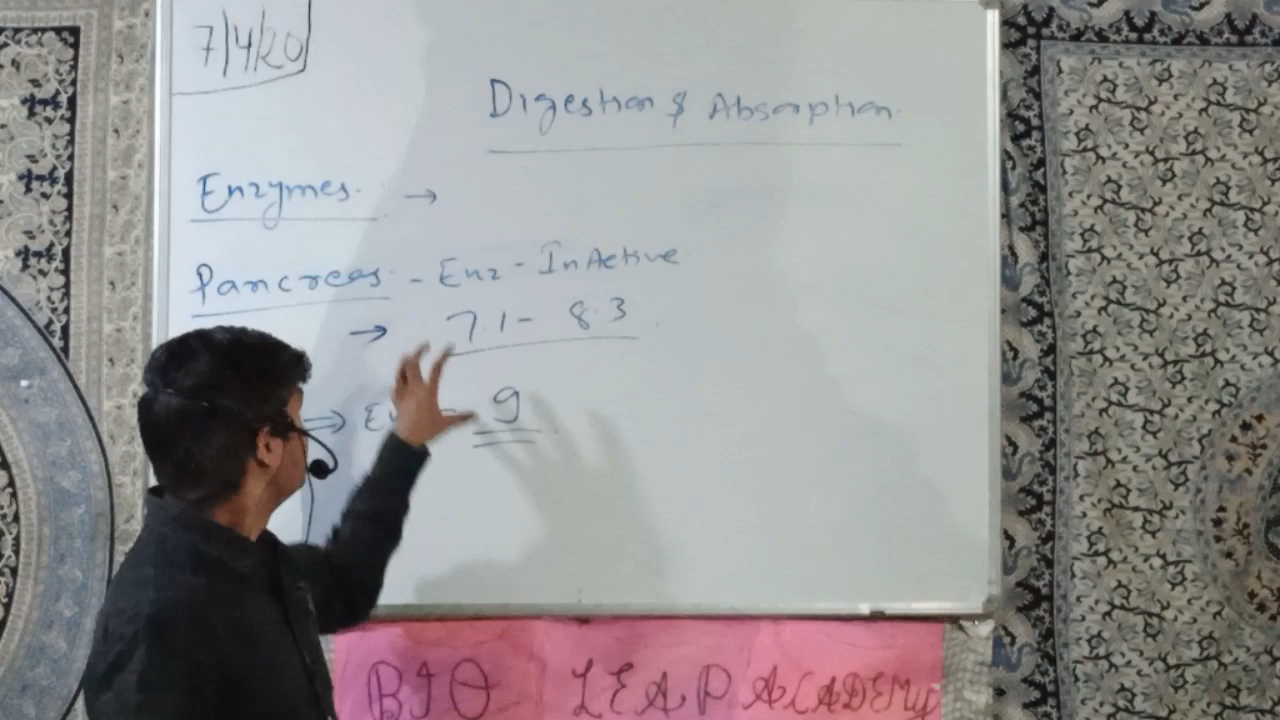 7/4/20
Digestion & Absorption
Enzymes. →
Pancreas - Enz - InActive
→ 7.1 - 8.3
⇒ 9
BIO LEAP ACADEMY